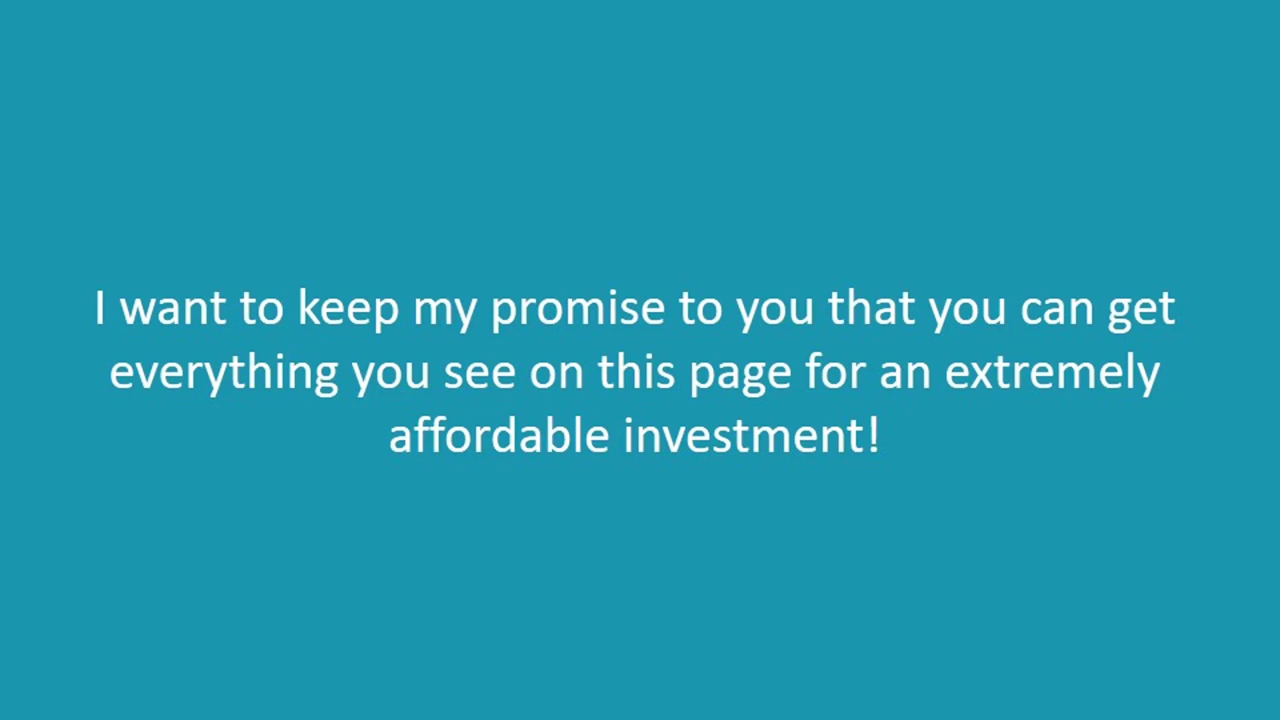 I want to keep my promise to you that you can get
everything you see on this page for an extremely
affordable investment!